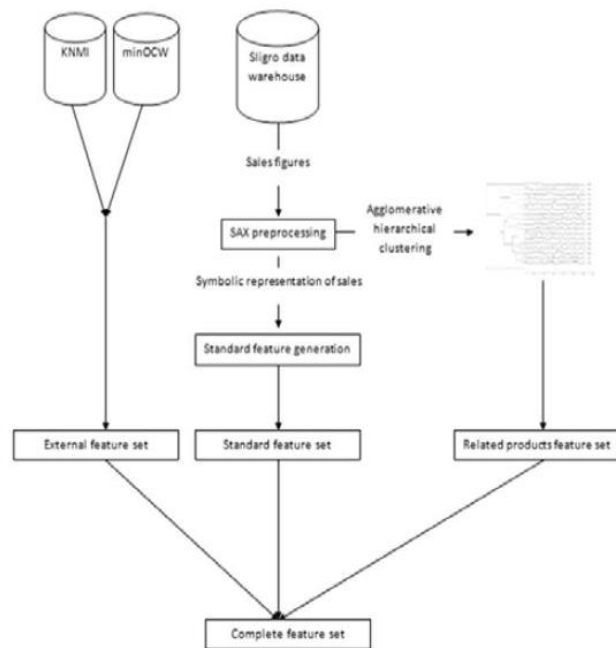 KNMI
minOCW
Sligro data
warehouse
Sales figures
SAX preprocessing
Agglomerative
hierarchical
clustering
Symbolic representation of sales
Standard feature generation
External feature set
Standard feature set
Related products feature set
Complete feature set